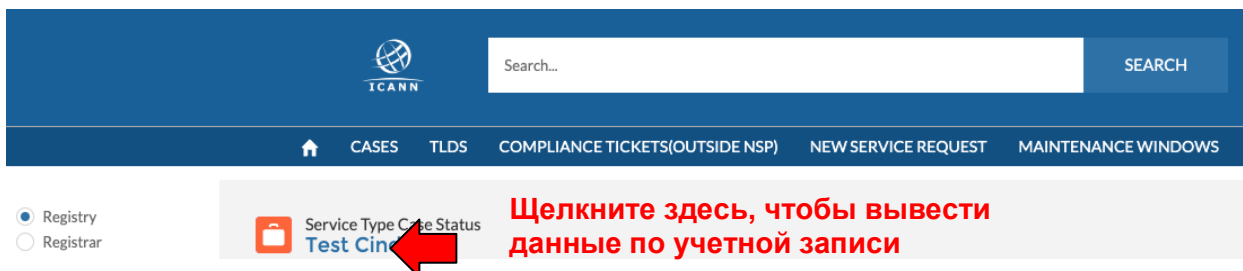 ICANN
Search...
SEARCH
CASES TLDS COMPLIANCE TICKETS(OUTSIDE NSP) NEW SERVICE REQUEST MAINTENANCE WINDOWS
Registry
Registrar
Service Type Case Status
Test
Щелкните здесь, чтобы вывести
данные по учетной записи